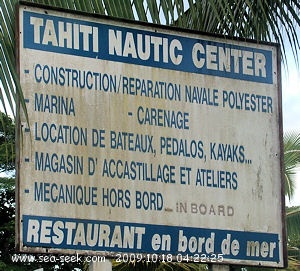 TAHITI NAUTIC CENTER
- CONSTRUCTION/REPARATION NAVALE POLYESTER
- MARINA - CARENAGE
- LOCATION DE BATEAUX, PEDALOS, KAYAKS...
- MAGASIN D' ACCASTILLAGE ET ATELIERS
- MECANIQUE HORS BORD... IN BOARD
RESTAURANT en bord de mer
www.sea-seek.com 2009:10:18 04:22:25